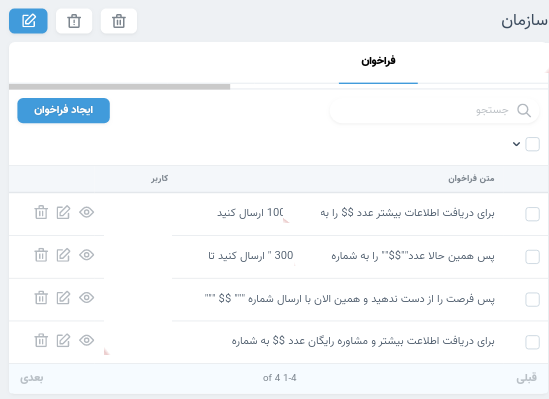 سازمان
فراخوان
جستجو
ایجاد فراخوان
متن فراخوان
کاربر
برای دریافت اطلاعات بیشتر عدد $$ را به 100 ارسال کنید
پس همین حالا عدد""$$"" را به شماره 300 " ارسال کنید تا
پس فرصت را از دست ندهید و همین الان با ارسال شماره """ $$ """
برای دریافت اطلاعت بیشتر و مشاوره رایگان عدد $$ به شماره
قبلی
1-4 of 4
بعدی